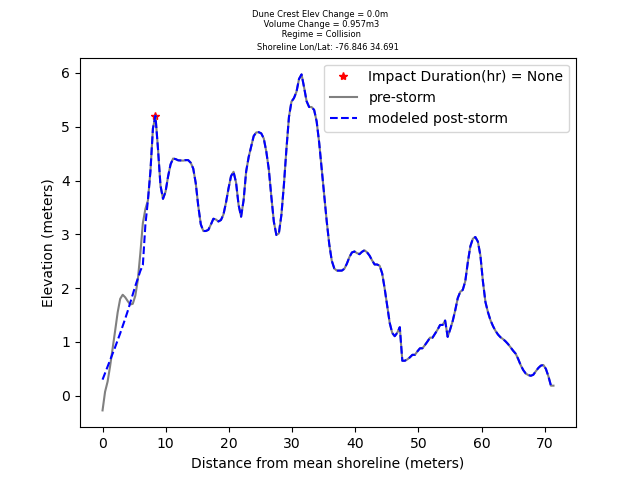 Dune Crest Elev Change = 0.0m
Volume Change = 0.957m3
Regime = Collision
Shoreline Lon/Lat: -76.846 34.691
Impact Duration(hr) = None
pre-storm
modeled post-storm
6
5
4
3
2
1
0
Elevation (meters)
0 10 20 30 40 50 60 70
Distance from mean shoreline (meters)